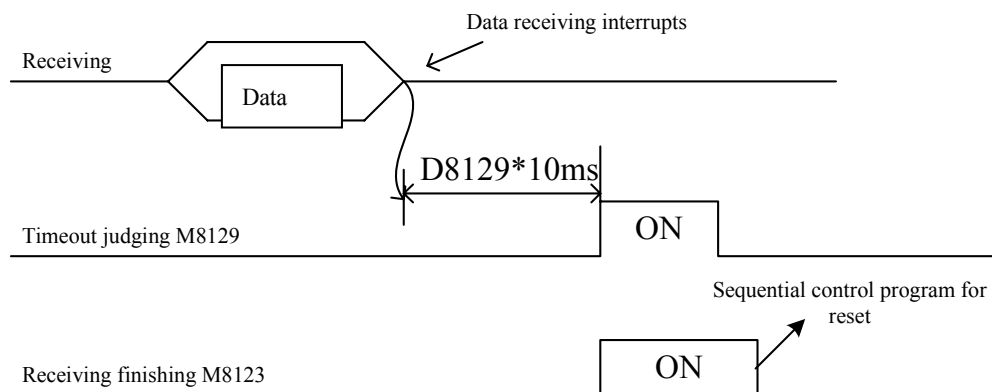 Data receiving interrupts
Receiving
Data
D8129*10ms
Timeout judging M8129
ON
Sequential control program for
reset
Receiving finishing M8123
ON